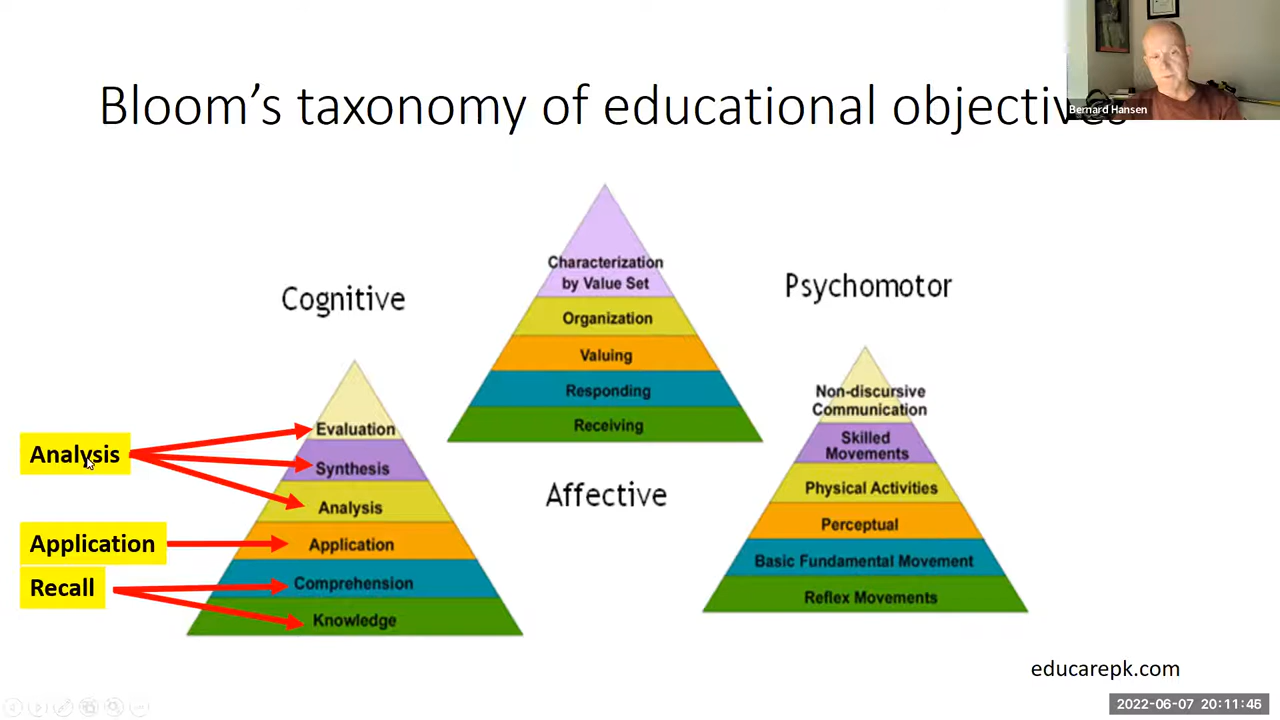 Bloom's taxonomy of educational objectives
Bernard Hansen
Cognitive
Characterization
by Value Set
Organization
Valuing
Responding
Receiving
Affective
Psychomotor
Evaluation
Synthesis
Analysis
Application
Comprehension
Knowledge
Analysis
Application
Recall
Non-discursive
Communication
Skilled
Movements
Physical Activities
Perceptual
Basic Fundamental Movement
Reflex Movements
educarepk.com
2022-06-07 20:11:45